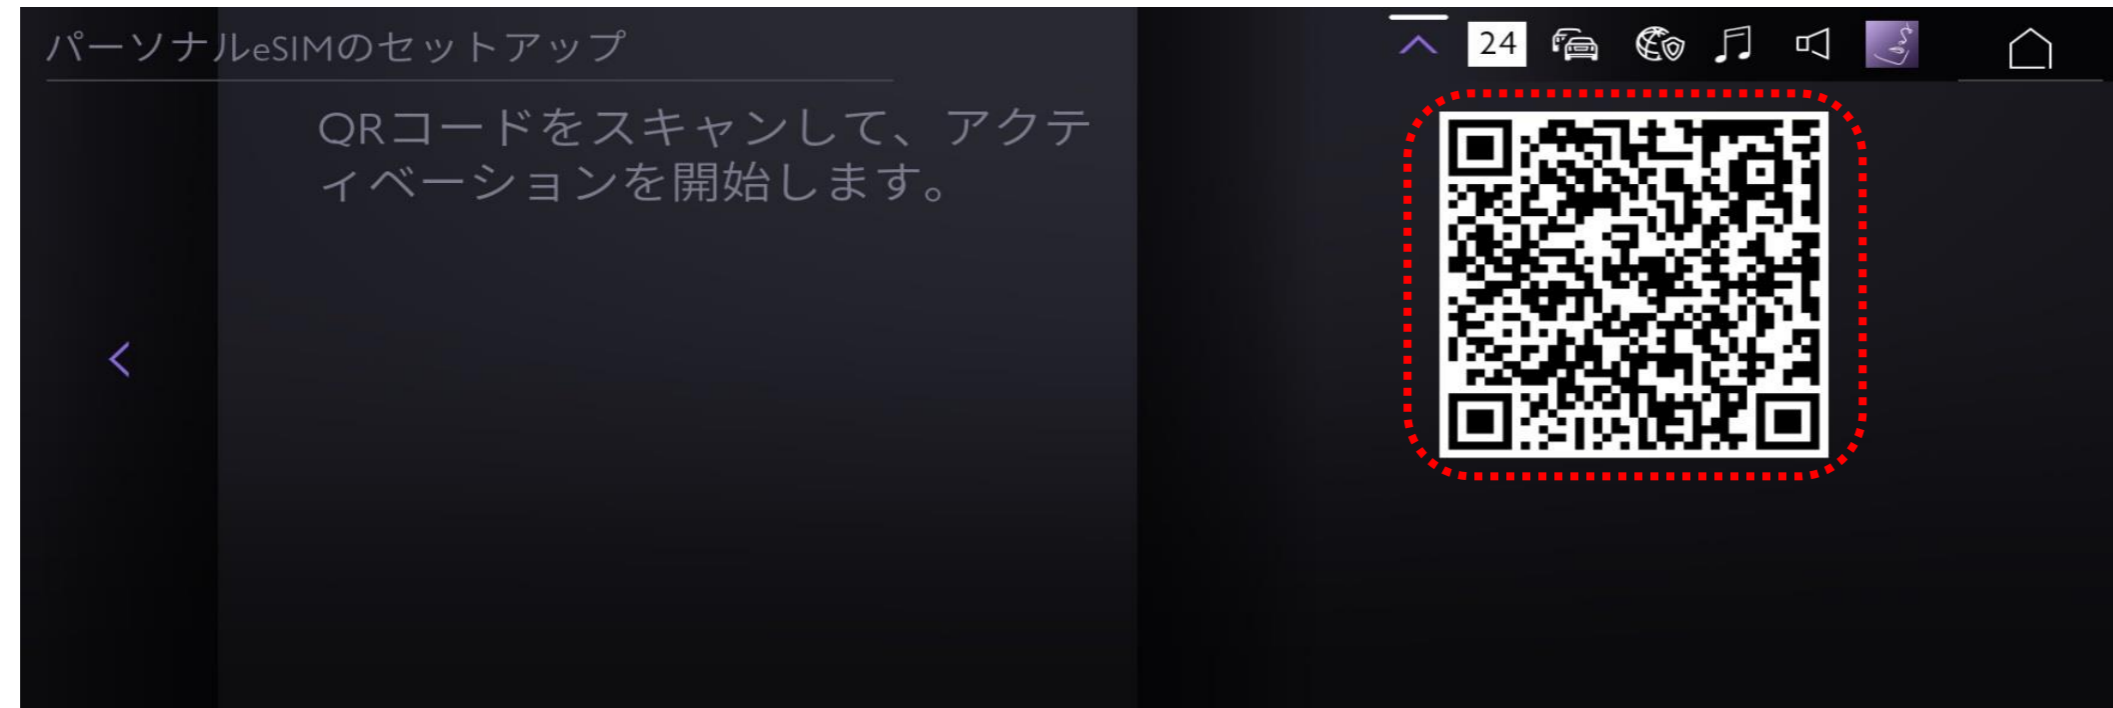 パーソナルeSIMのセットアップ
24
QRコードをスキャンして、アクテ
ィベーションを開始します。